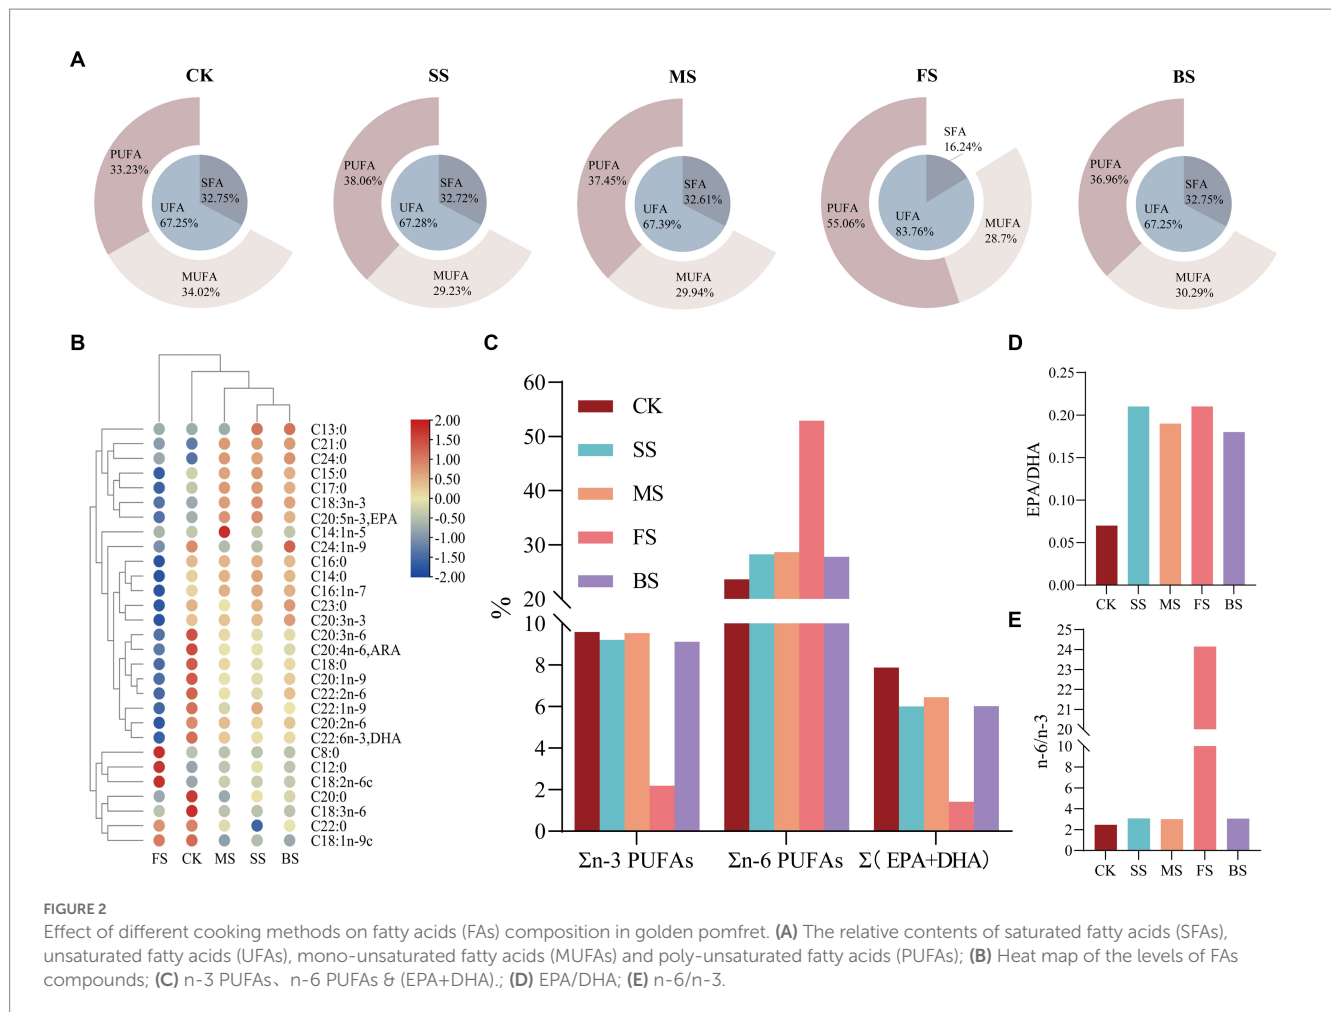 A
CK
SS
MS
FS
BS
PUFA
33.23%
SFA
32.75%
UFA
67.25%
MUFA
34.02%
PUFA
38.06%
SFA
32.72%
UFA
67.28%
MUFA
29.23%
PUFA
37.45%
SFA
32.61%
UFA
67.39%
MUFA
29.94%
SFA
16.24%
PUFA
55.06%
UFA
83.76%
MUFA
28.7%
PUFA
36.96%
SFA
32.75%
UFA
67.25%
MUFA
30.29%
B
C13:0
C21:0
C24:0
C15:0
C17:0
C18:3n-3
C20:5n-3,EPA
C14:1n-5
C24:1n-9
C16:0
C14:0
C16:1n-7
C23:0
C20:3n-3
C20:3n-6
C20:4n-6,ARA
C18:0
C20:1n-9
C22:2n-6
C22:1n-9
C20:2n-6
C22:6n-3,DHA
C8:0
C12:0
C18:2n-6c
C20:0
C18:3n-6
C22:0
C18:1n-9c
FS CK MS SS BS
2.00
1.50
1.00
0.50
0.00
-0.50
-1.00
-1.50
-2.00
C
%
60
50
40
30
20
10
8
6
4
2
0
CK
SS
MS
FS
BS
Σn-3 PUFAs Σn-6 PUFAs Σ( EPA+DHA)
D
EPA/DHA
0.25
0.20
0.15
0.10
0.05
0.00
CK SS MS FS BS
E
n-6/n-3
25
24
23
22
21
20
10
8
6
4
2
0
CK SS MS FS BS
FIGURE 2
Effect of different cooking methods on fatty acids (FAs) composition in golden pomfret. (A) The relative contents of saturated fatty acids (SFAs),
unsaturated fatty acids (UFAs), mono-unsaturated fatty acids (MUFAs) and poly-unsaturated fatty acids (PUFAs); (B) Heat map of the levels of FAs
compounds; (C) n-3 PUFAs、n-6 PUFAs & (EPA+DHA).; (D) EPA/DHA; (E) n-6/n-3.